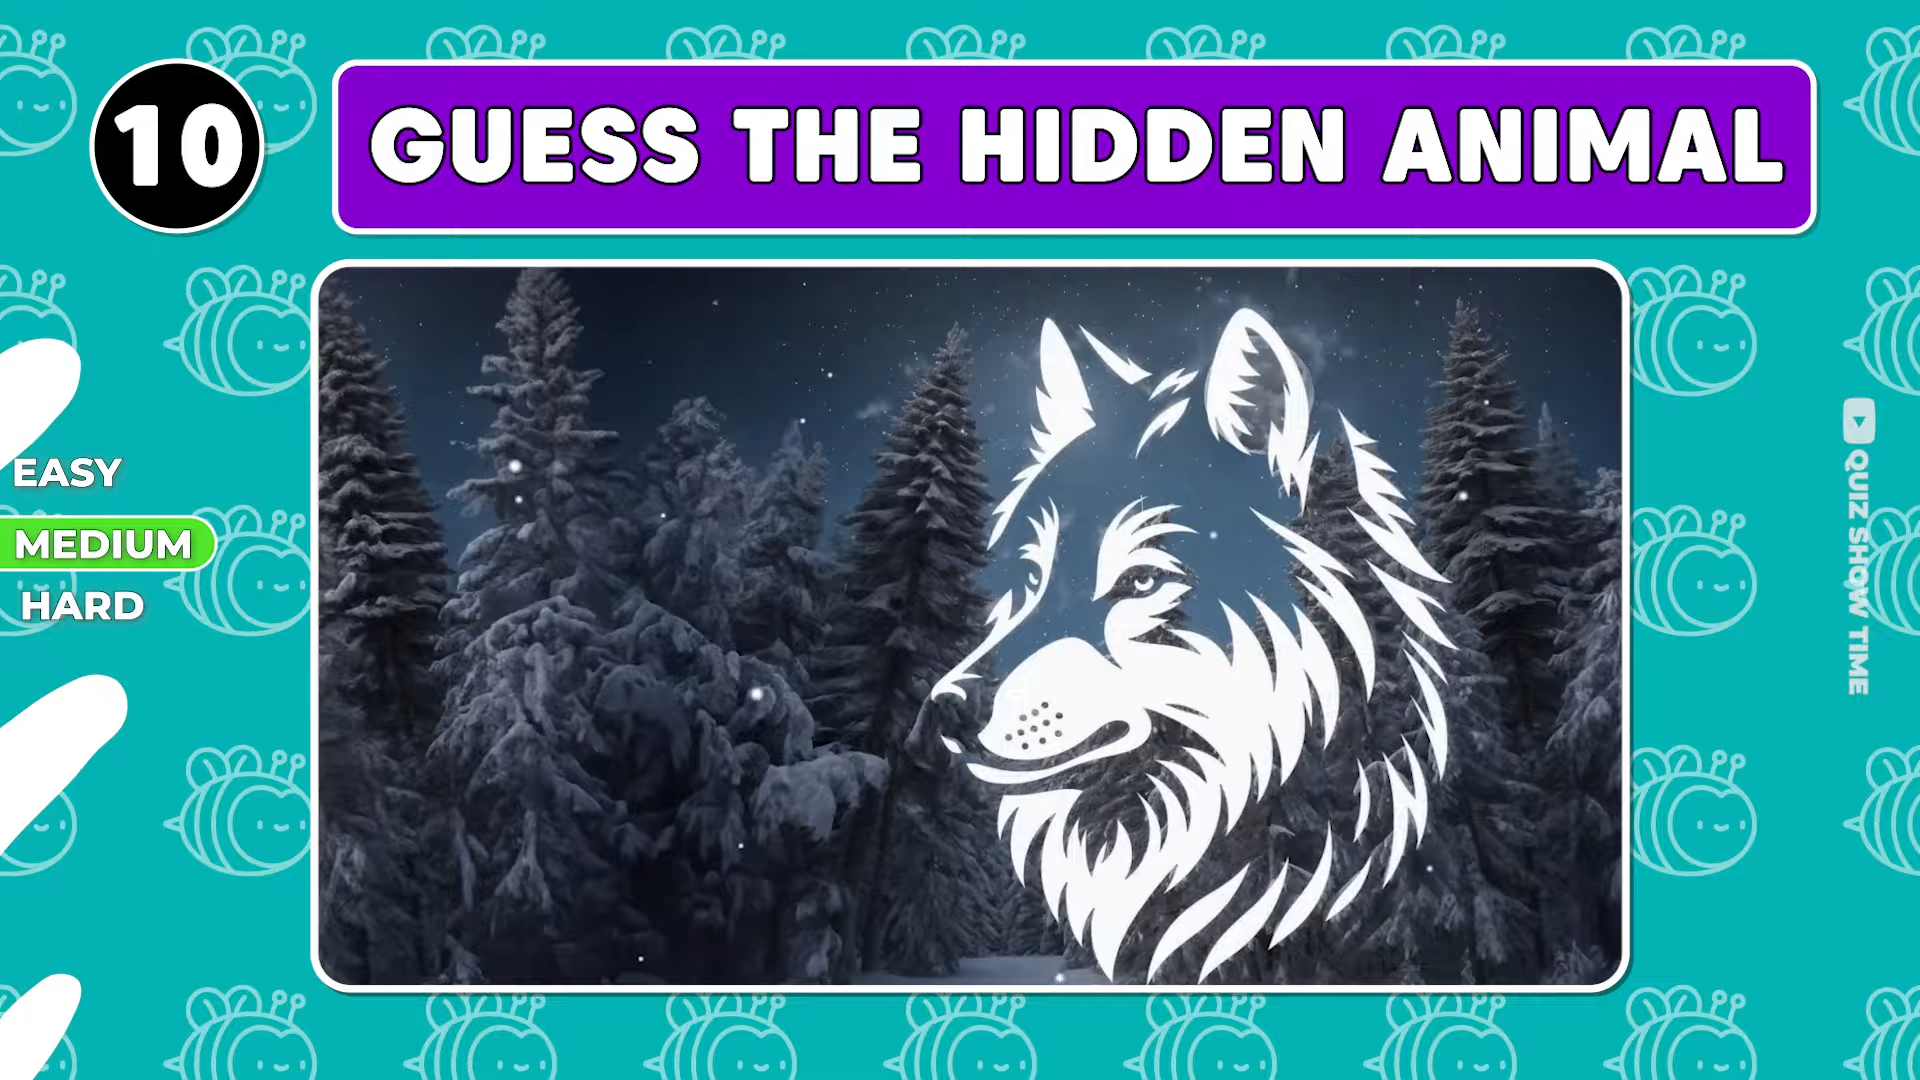 10
GUESS THE HIDDEN ANIMAL
EASY
MEDIUM
HARD
QUIZ SHOW TIME